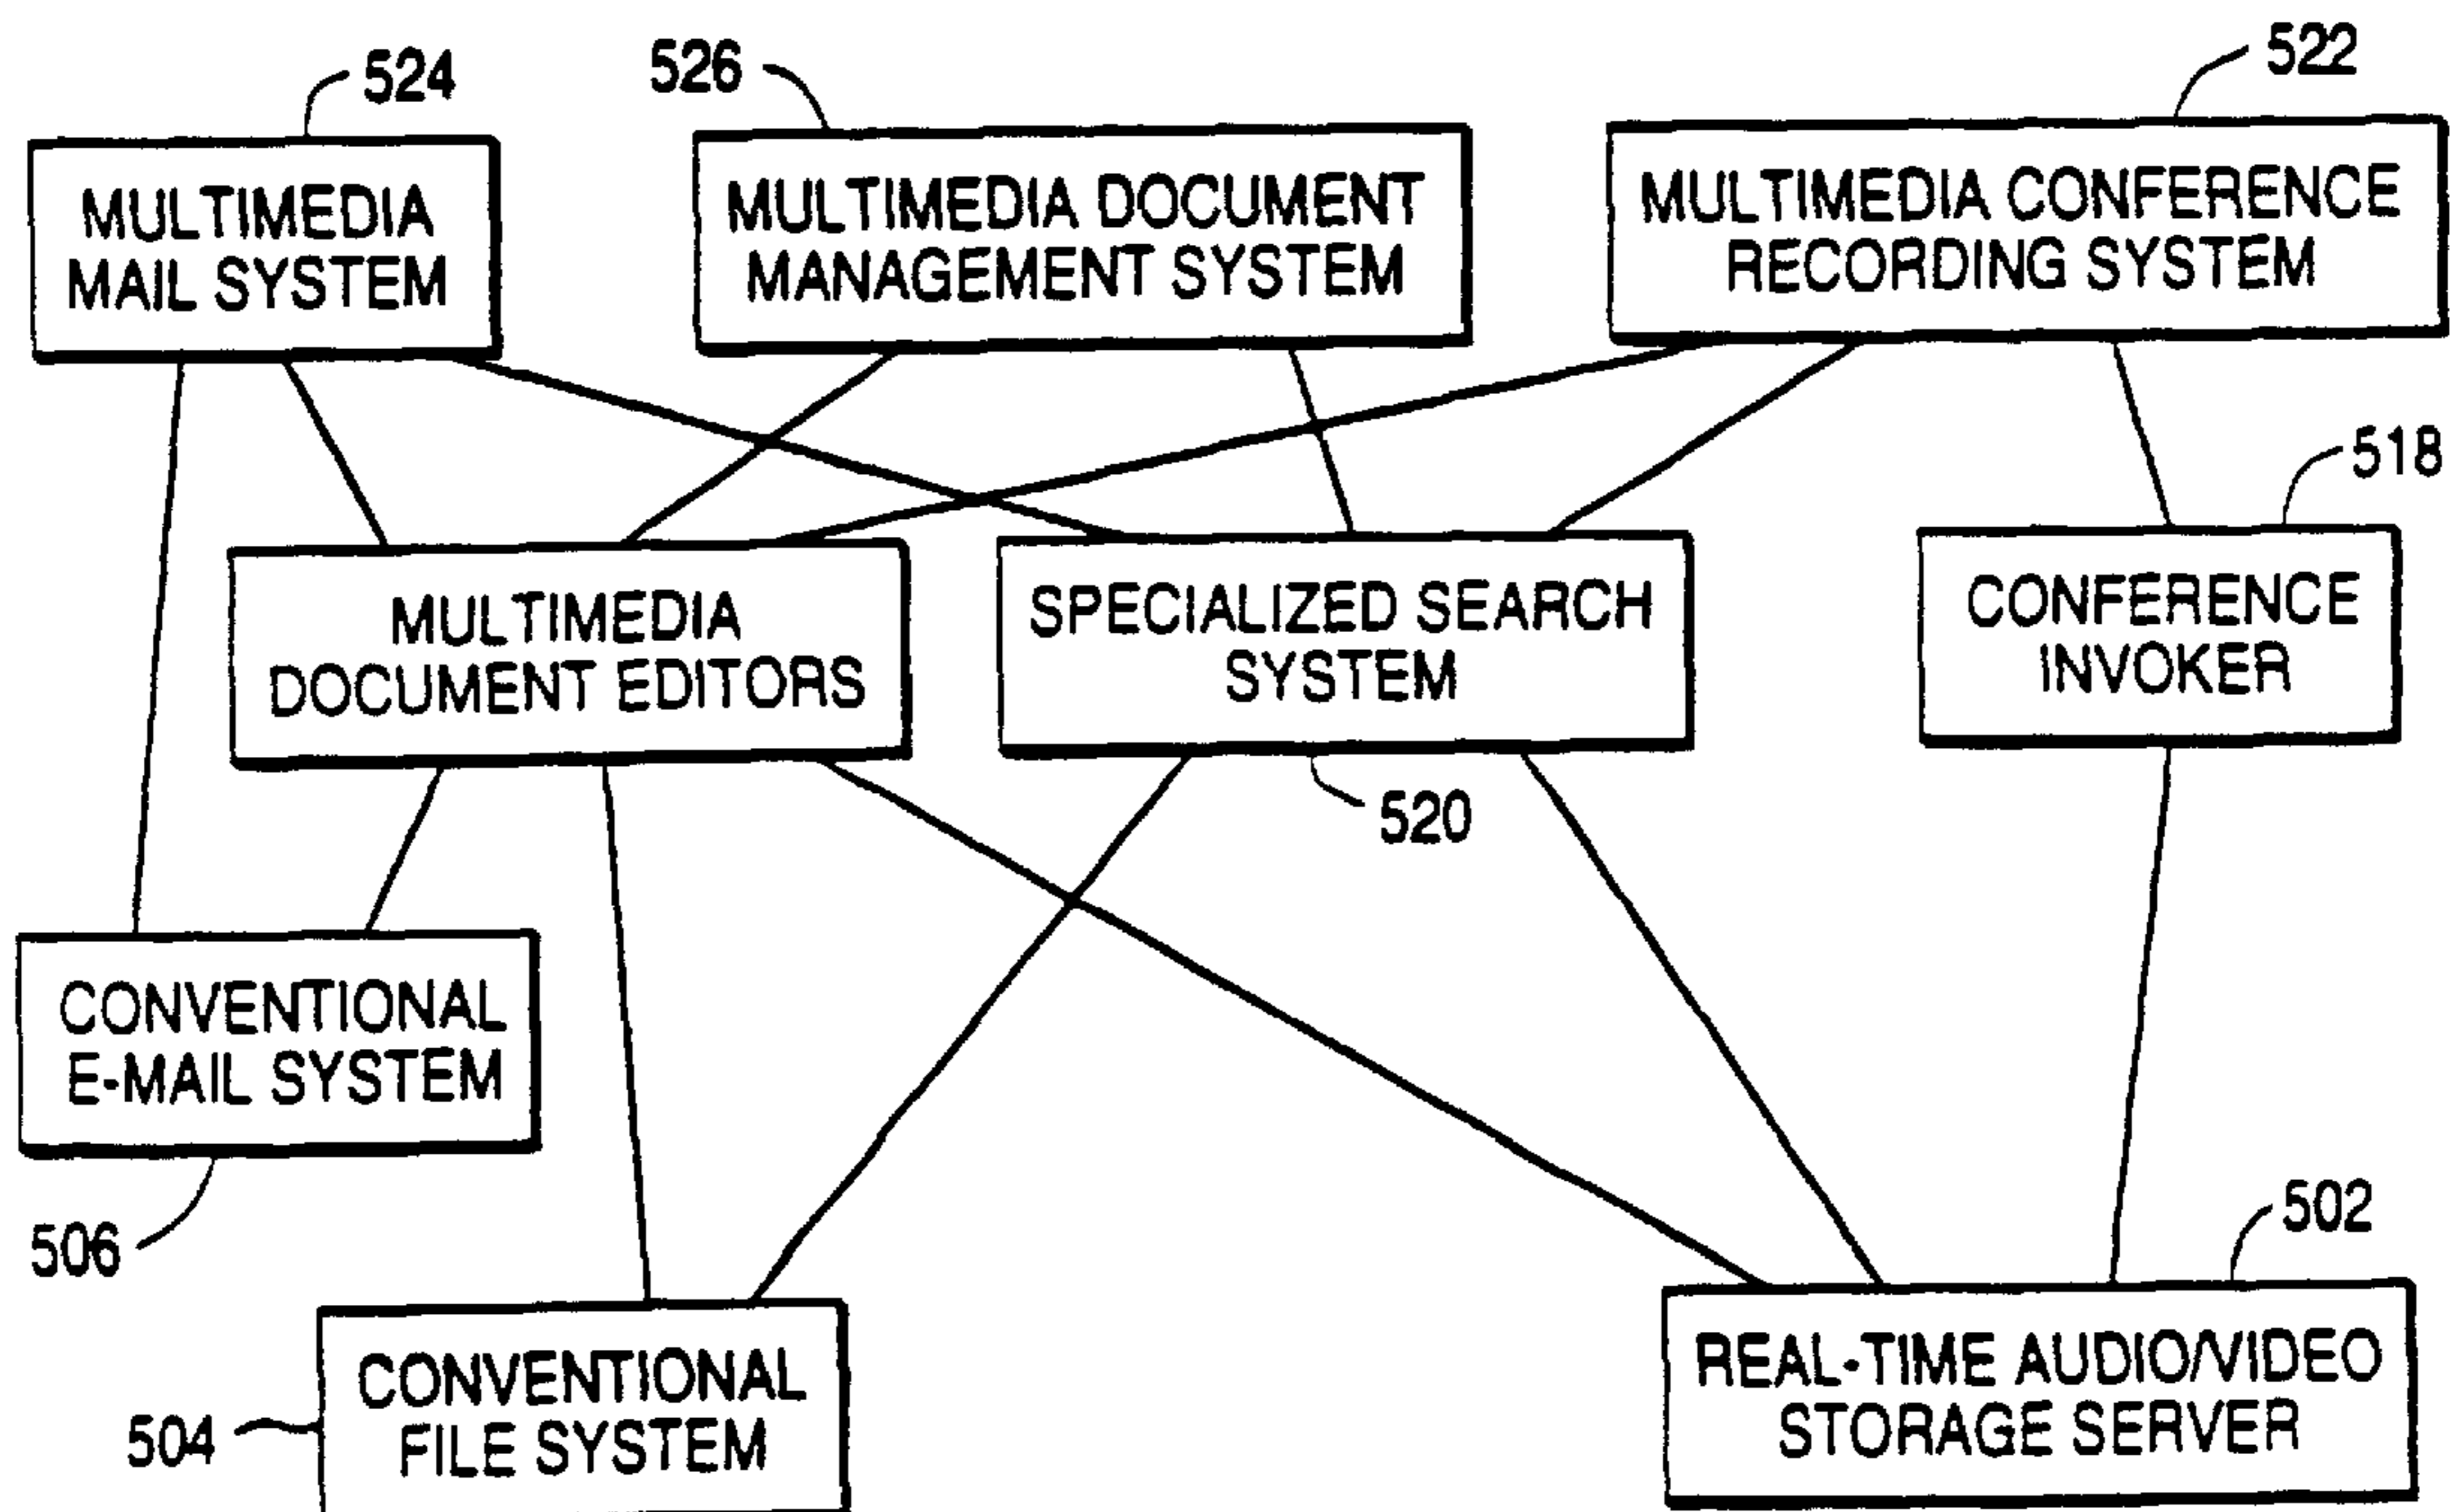 524
526
522
MULTIMEDIA
MAIL SYSTEM
MULTIMEDIA DOCUMENT
MANAGEMENT SYSTEM
MULTIMEDIA CONFERENCE
RECORDING SYSTEM
518
MULTIMEDIA
DOCUMENT EDITORS
SPECIALIZED SEARCH
SYSTEM
CONFERENCE
INVOKER
520
CONVENTIONAL
E-MAIL SYSTEM
506
502
CONVENTIONAL
FILE SYSTEM
504
REAL-TIME AUDIO/VIDEO
STORAGE SERVER